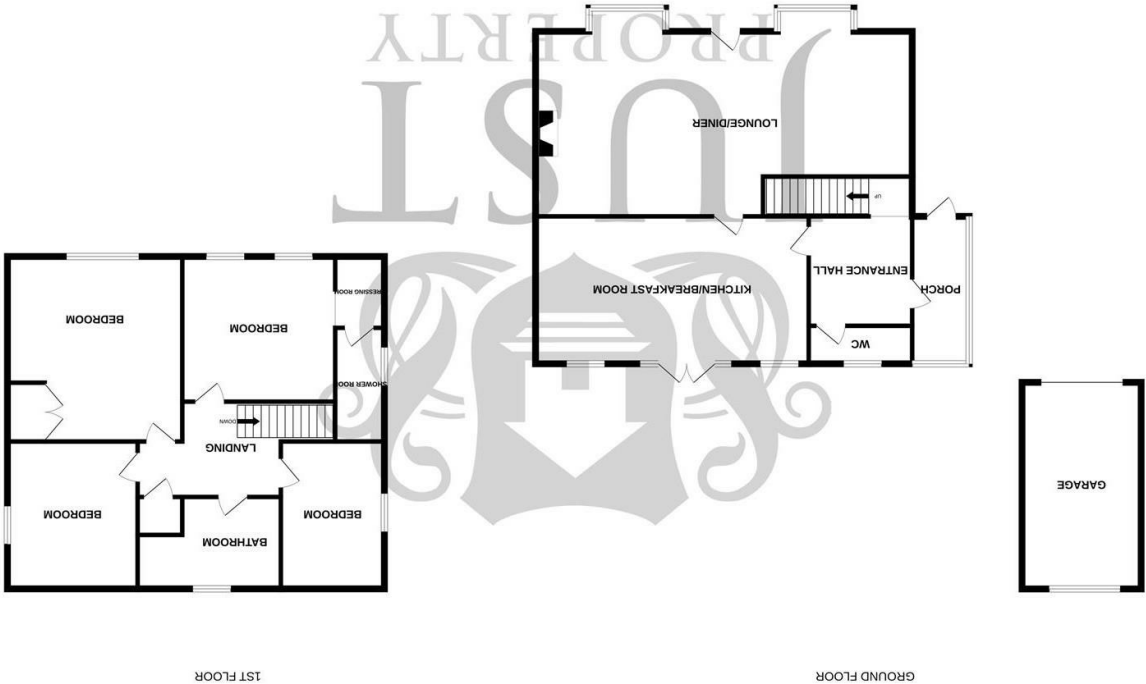 GROUND FLOOR
1ST FLOOR
GARAGE
WC
PORCH
ENTRANCE HALL
KITCHEN/BREAKFAST ROOM
UP
LOUNGE/DINER
BATHROOM
BEDROOM
BEDROOM
LANDING
DOWN
SHOWER ROOM
BEDROOM
BEDROOM
RESSING ROOM
JUST
PROPERTY